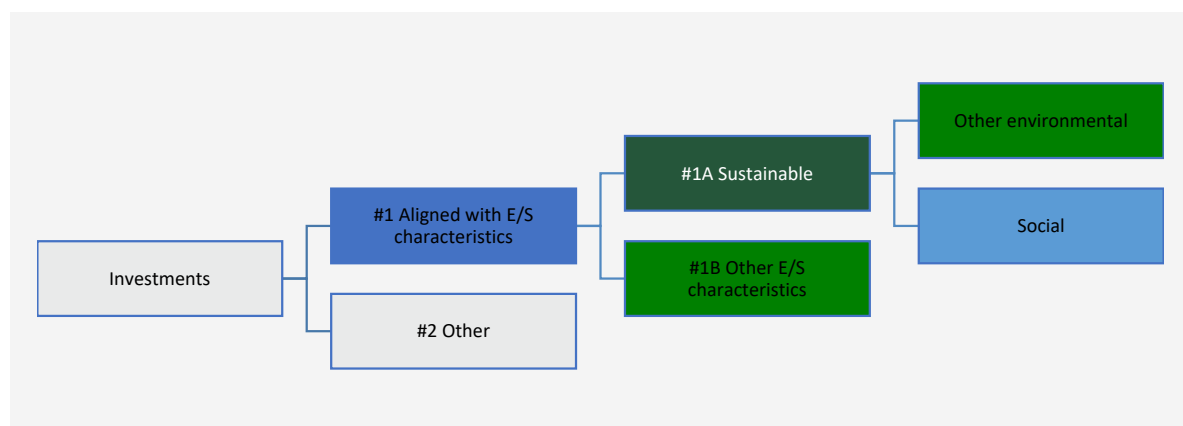 Investments
#1 Aligned with E/S
characteristics
#2 Other
#1A Sustainable
#1B Other E/S
characteristics
Other environmental
Social